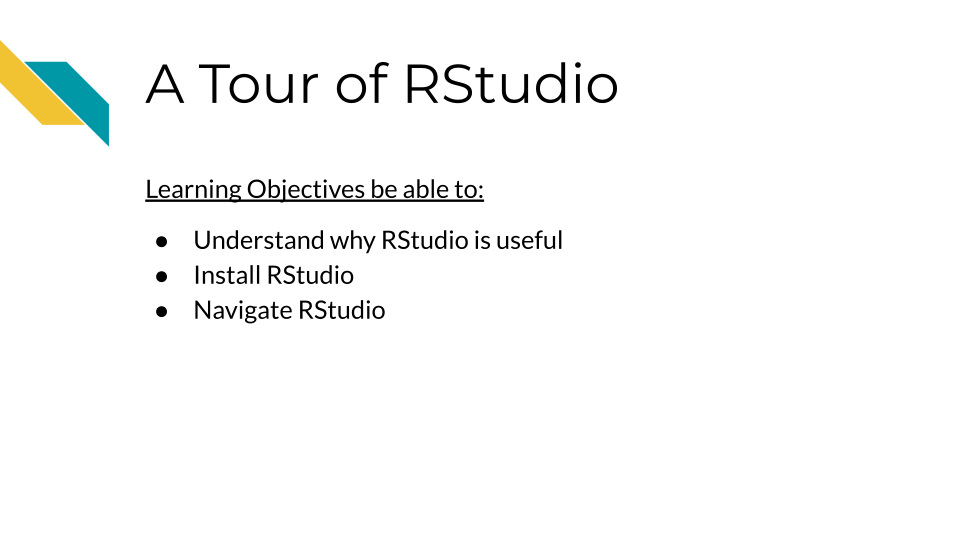 A Tour of RStudio
Learning Objectives be able to:
● Understand why RStudio is useful
● Install RStudio
● Navigate RStudio